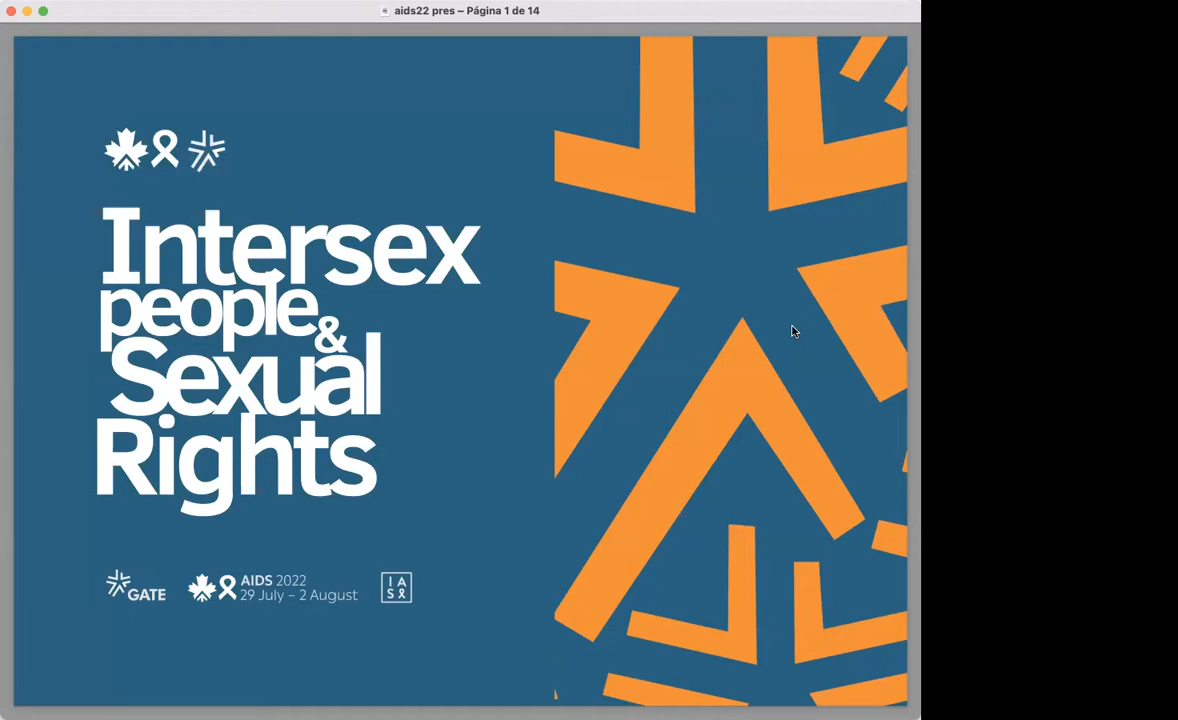 aids22 pres – Página 1 de 14
Intersex
people
&
Sexual
Rights
GATE
AIDS 2022
29 July – 2 August
I A
S